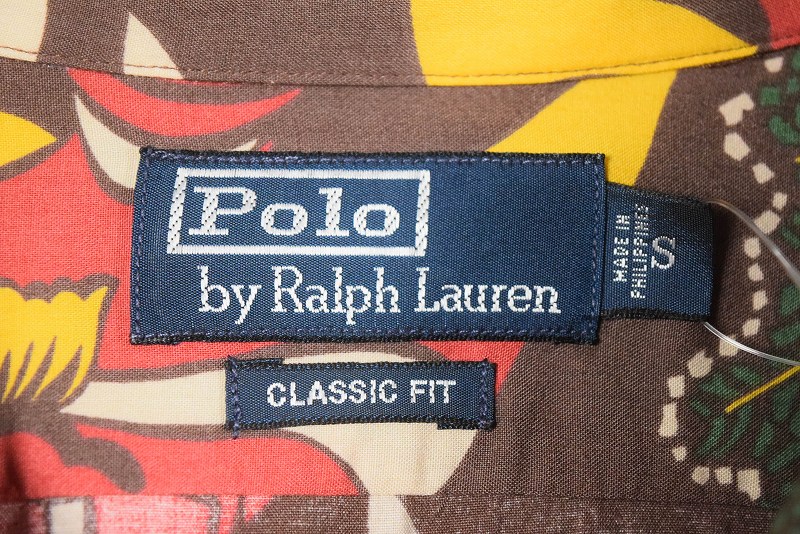 Polo
by Ralph Lauren
MADE IN
PHILIPPINES
S
CLASSIC FIT